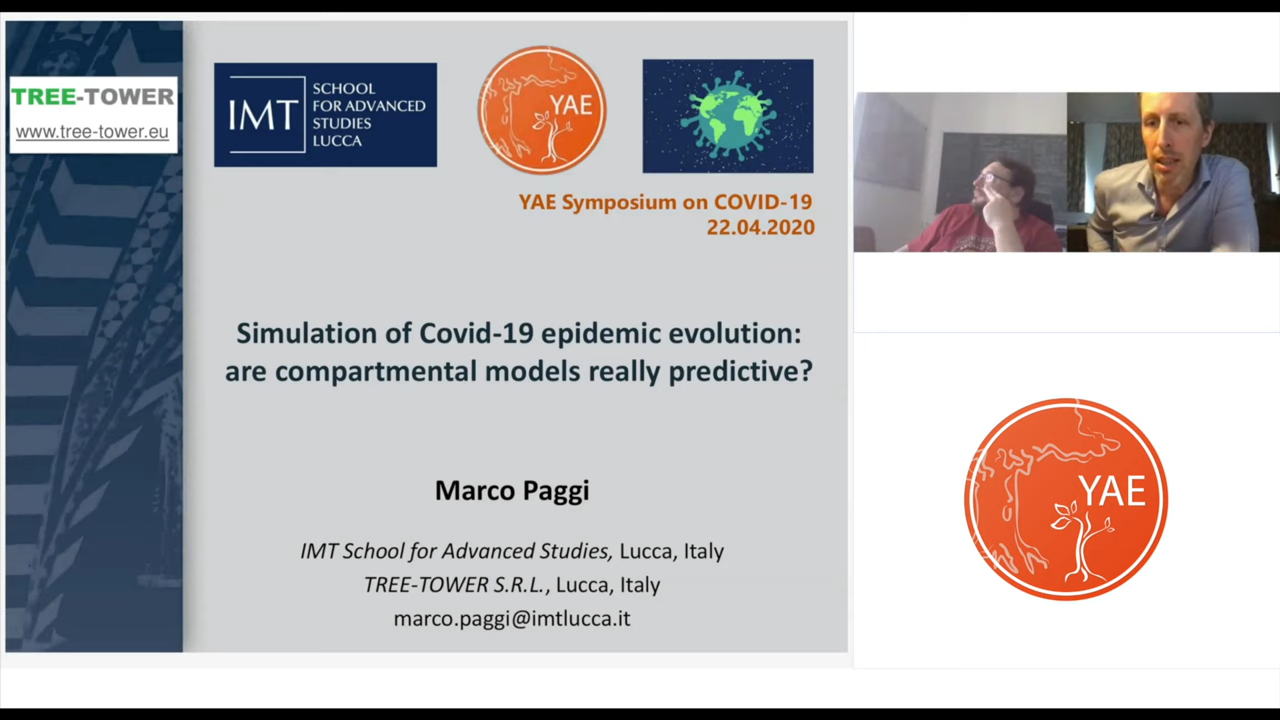 TREE-TOWER
www.tree-tower.eu
IMT
SCHOOL
FOR ADVANCED
STUDIES
LUCCA
YAE
YAE Symposium on COVID-19
22.04.2020
Simulation of Covid-19 epidemic evolution:
are compartmental models really predictive?
Marco Paggi
IMT School for Advanced Studies, Lucca, Italy
TREE-TOWER S.R.L., Lucca, Italy
marco.paggi@imtlucca.it
YAE